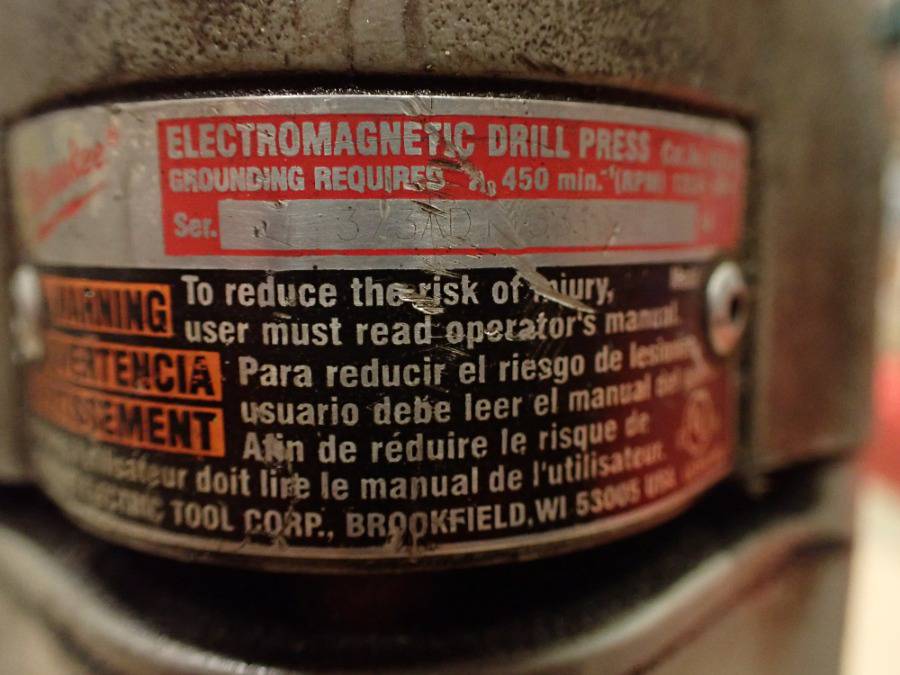 Milwaukee
ELECTROMAGNETIC DRILL PRESS
GROUNDING REQUIRED 450 min.⁻¹ (RPM)
Ser.
WARNING To reduce the risk of injury,
user must read operator's manual.
ADVERTENCIA Para reducir el riesgo de
usuario debe leer el manual
Afin de réduire le risque de
doit lire le manual de l'utilisateur.
TOOL CORP., BROOKFIELD, WI 53005 USA